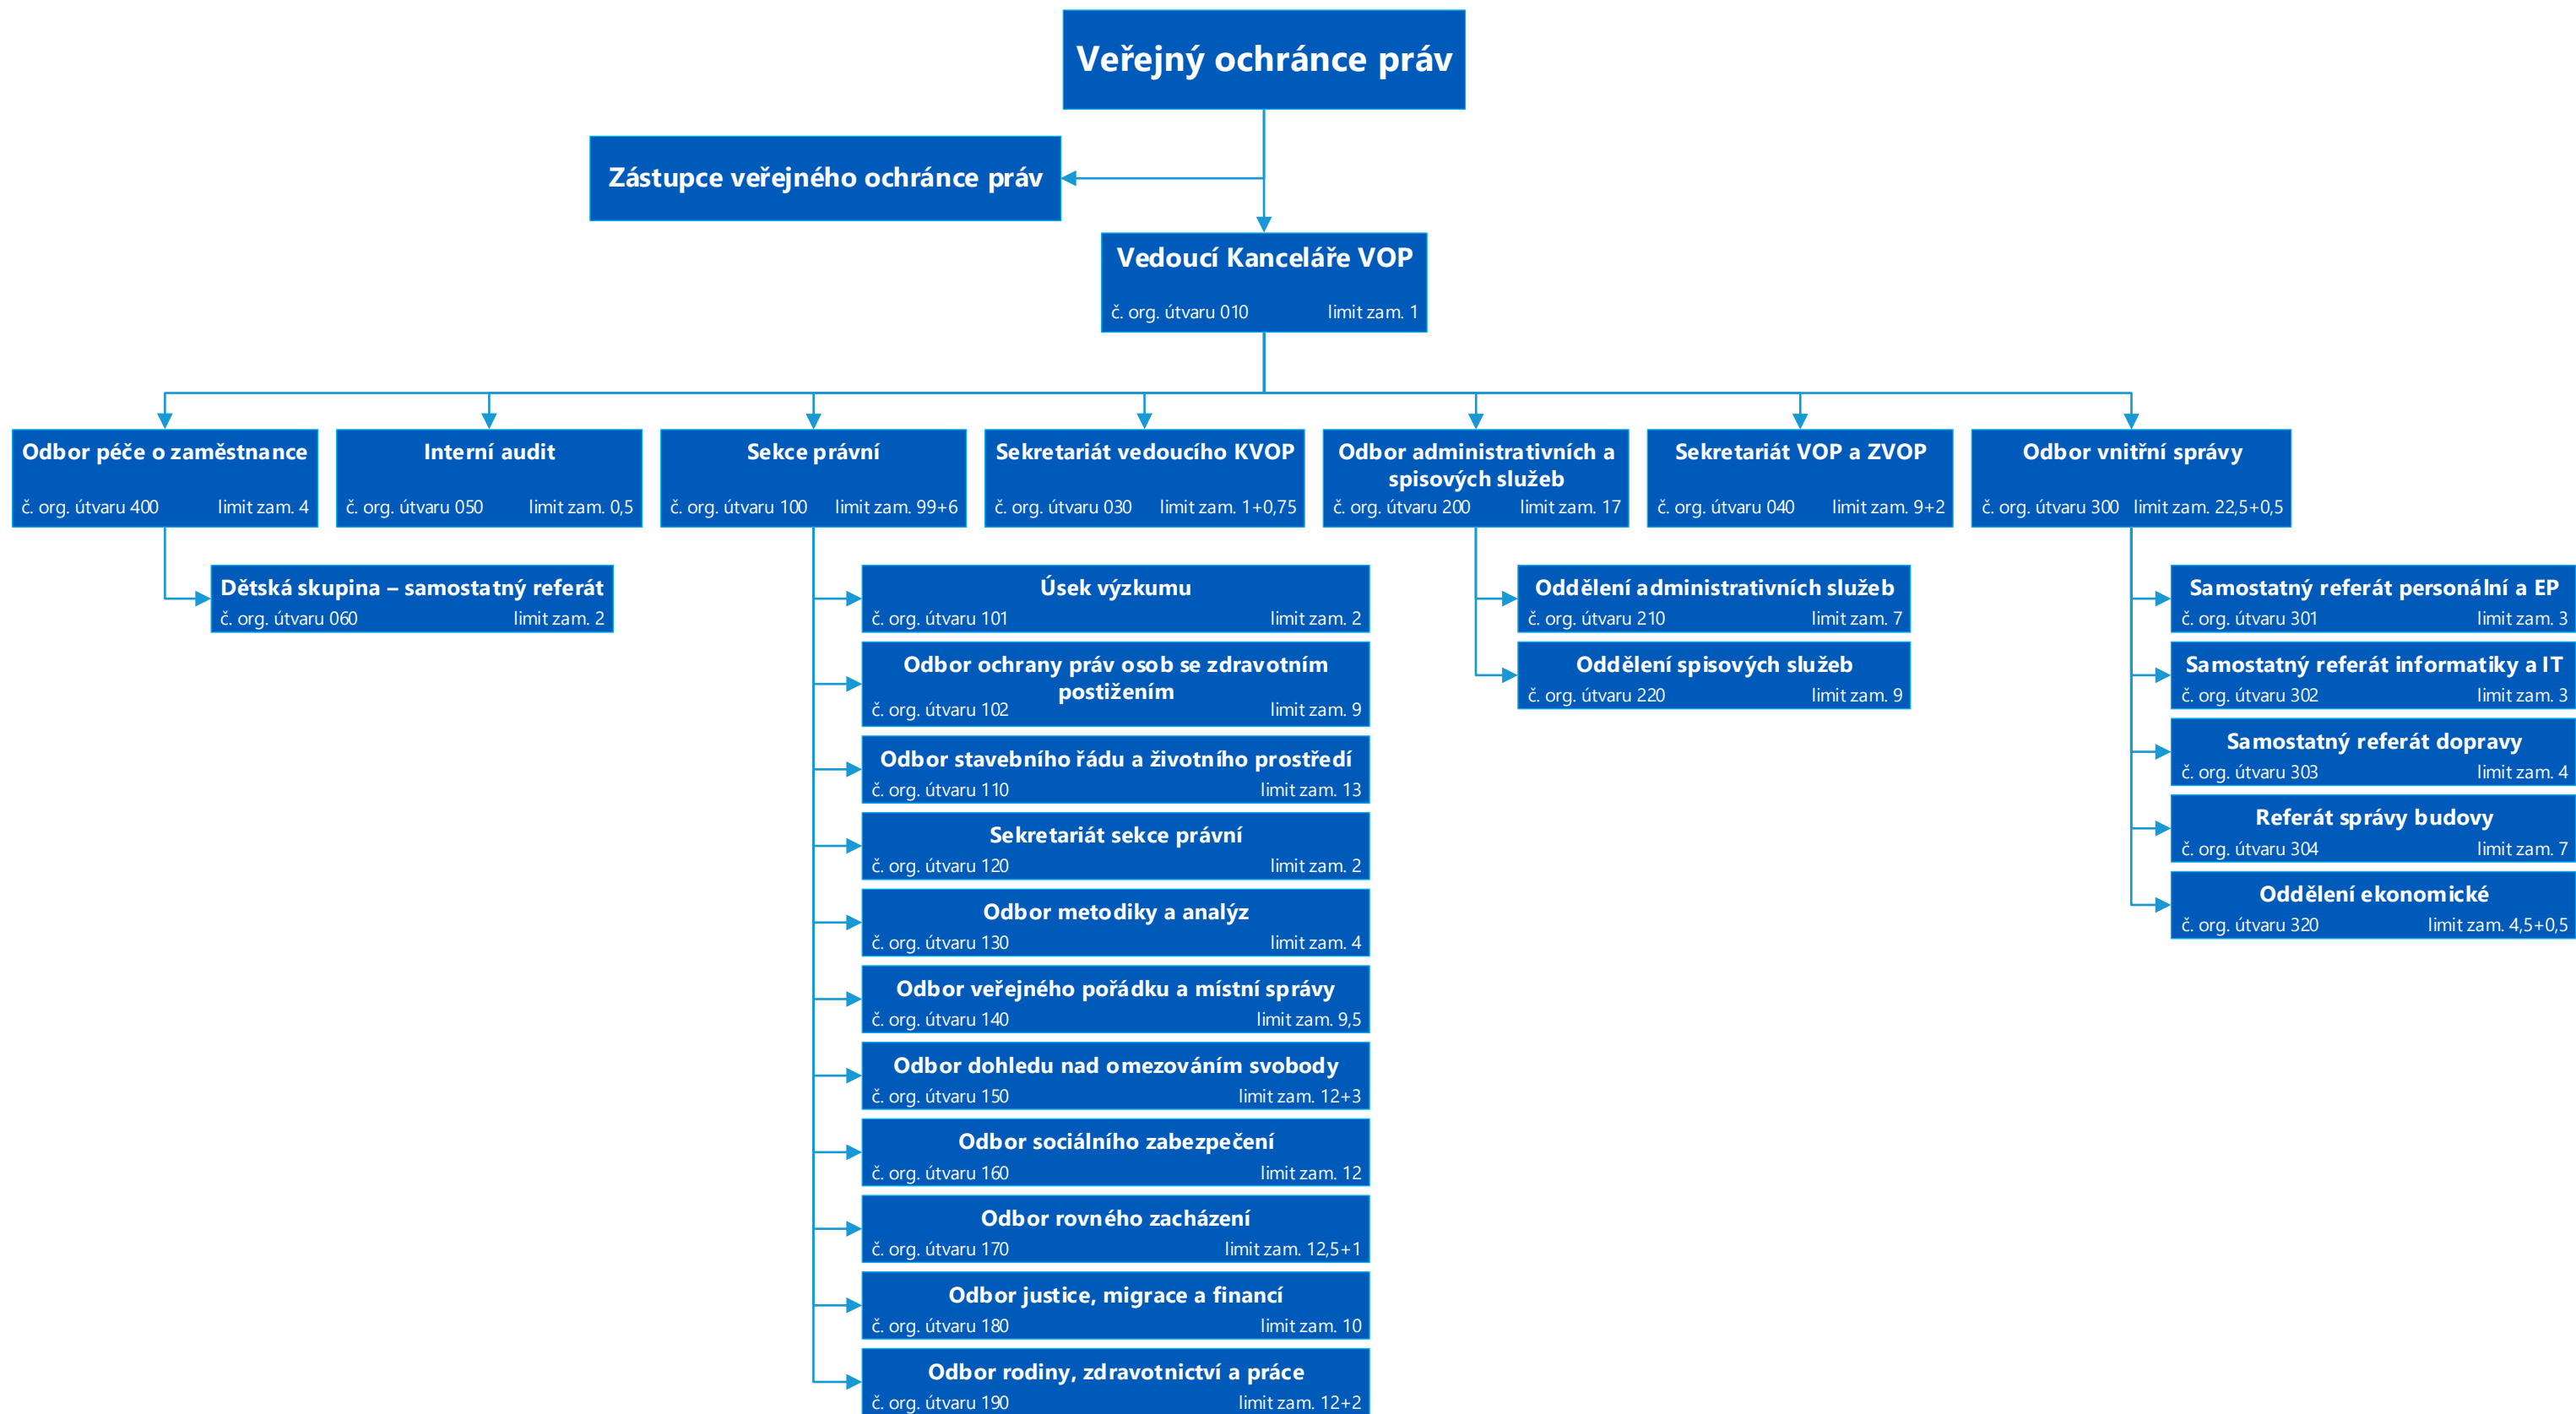 Veřejný ochránce práv
Zástupce veřejného ochránce práv
Vedoucí Kanceláře VOP
č. org. útvaru 010 limit zam. 1
Odbor péče o zaměstnance
č. org. útvaru 400 limit zam. 4
Interní audit
č. org. útvaru 050 limit zam. 0,5
Sekce právní
č. org. útvaru 100 limit zam. 99+6
Sekretariát vedoucího KVOP
č. org. útvaru 030 limit zam. 1+0,75
Odbor administrativních a
spisových služeb
č. org. útvaru 200 limit zam. 17
Sekretariát VOP a ZVOP
č. org. útvaru 040 limit zam. 9+2
Odbor vnitřní správy
č. org. útvaru 300 limit zam. 22,5+0,5
Dětská skupina – samostatný referát
č. org. útvaru 060 limit zam. 2
Úsek výzkumu
č. org. útvaru 101 limit zam. 2
Odbor ochrany práv osob se zdravotním
postižením
č. org. útvaru 102 limit zam. 9
Odbor stavebního řádu a životního prostředí
č. org. útvaru 110 limit zam. 13
Sekretariát sekce právní
č. org. útvaru 120 limit zam. 2
Odbor metodiky a analýz
č. org. útvaru 130 limit zam. 4
Odbor veřejného pořádku a místní správy
č. org. útvaru 140 limit zam. 9,5
Odbor dohledu nad omezováním svobody
č. org. útvaru 150 limit zam. 12+3
Odbor sociálního zabezpečení
č. org. útvaru 160 limit zam. 12
Odbor rovného zacházení
č. org. útvaru 170 limit zam. 12,5+1
Odbor justice, migrace a financí
č. org. útvaru 180 limit zam. 10
Odbor rodiny, zdravotnictví a práce
č. org. útvaru 190 limit zam. 12+2
Oddělení administrativních služeb
č. org. útvaru 210 limit zam. 7
Oddělení spisových služeb
č. org. útvaru 220 limit zam. 9
Samostatný referát personální a EP
č. org. útvaru 301 limit zam. 3
Samostatný referát informatiky a IT
č. org. útvaru 302 limit zam. 3
Samostatný referát dopravy
č. org. útvaru 303 limit zam. 4
Referát správy budovy
č. org. útvaru 304 limit zam. 7
Oddělení ekonomické
č. org. útvaru 320 limit zam. 4,5+0,5